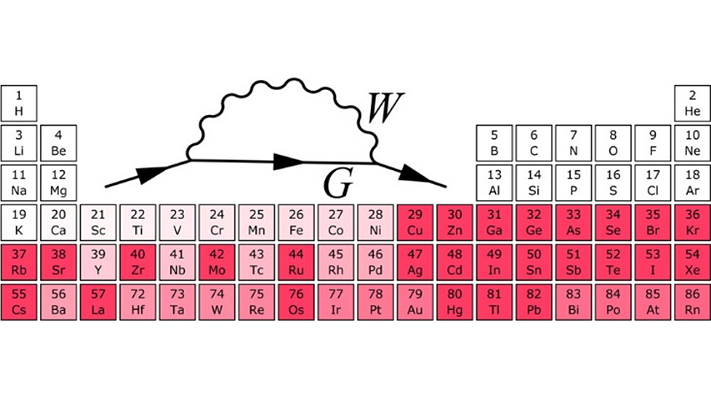 1 2
H W He
3 4 5 6 7 8 9 10
Li Be B C N O F Ne
11 12 G 13 14 15 16 17 18
Na Mg Al Si P S Cl Ar
19 20 21 22 23 24 25 26 27 28 29 30 31 32 33 34 35 36
K Ca Sc Ti V Cr Mn Fe Co Ni Cu Zn Ga Ge As Se Br Kr
37 38 39 40 41 42 43 44 45 46 47 48 49 50 51 52 53 54
Rb Sr Y Zr Nb Mo Tc Ru Rh Pd Ag Cd In Sn Sb Te I Xe
55 56 57 72 73 74 75 76 77 78 79 80 81 82 83 84 85 86
Cs Ba La Hf Ta W Re Os Ir Pt Au Hg Tl Pb Bi Po At Rn